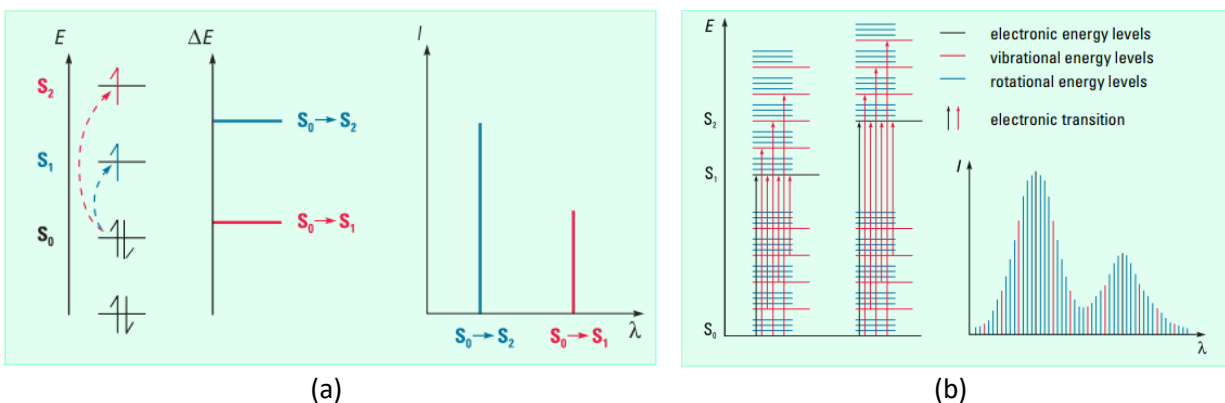 E
S₂
S₁
S₀
ΔE
S₀→S₂
S₀→S₁
I
λ
S₀→S₂
S₀→S₁
(a)
E
S₂
S₁
S₀
electronic energy levels
vibrational energy levels
rotational energy levels
electronic transition
I
λ
(b)